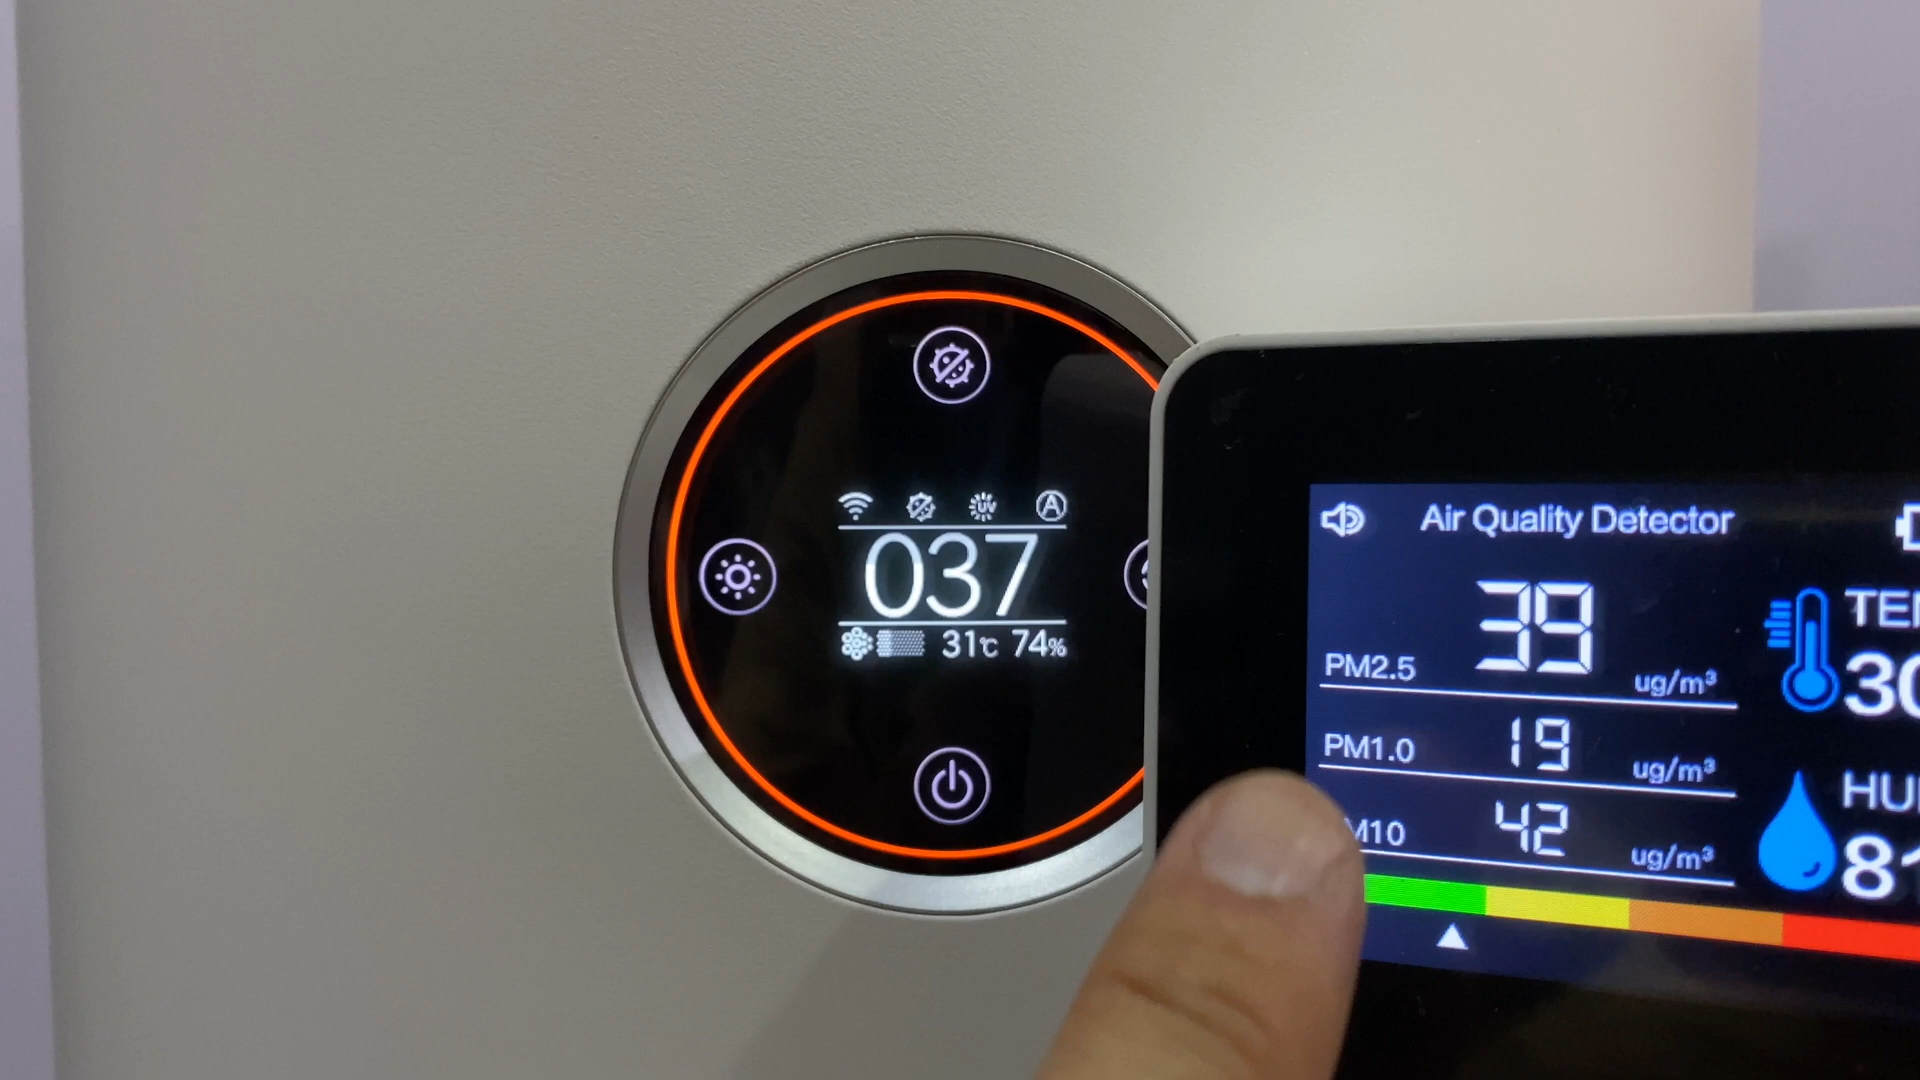 UV A
037
31℃ 74%
Air Quality Detector
PM2.5 39 ug/m³
PM1.0 19 ug/m³
M10 42 ug/m³
TE
30
HU
81